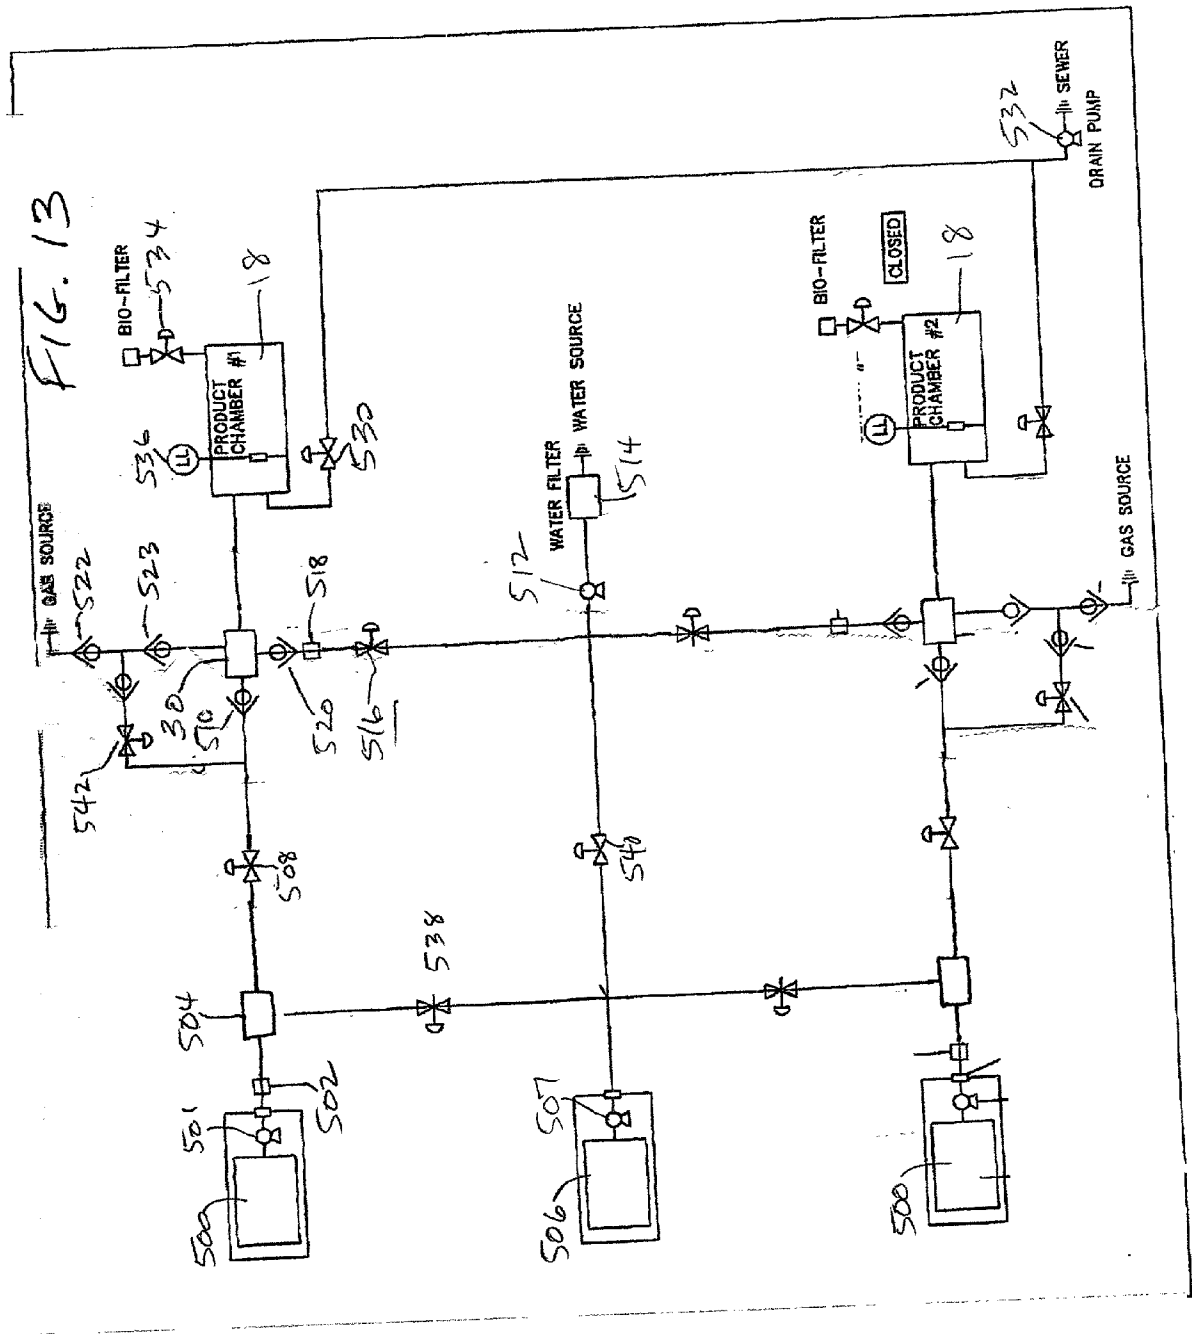 FIG. 13
BIO-FILTER
534
18
PRODUCT
CHAMBER #1
LL
536
530
GAS SOURCE
522
523
518
30
510
520
516
542
508
504
538
501
502
500
WATER SOURCE
WATER FILTER
514
512
540
507
506
SEWER
532
DRAIN PUMP
BIO-FILTER
CLOSED
18
PRODUCT
CHAMBER #2
LL
GAS SOURCE
500